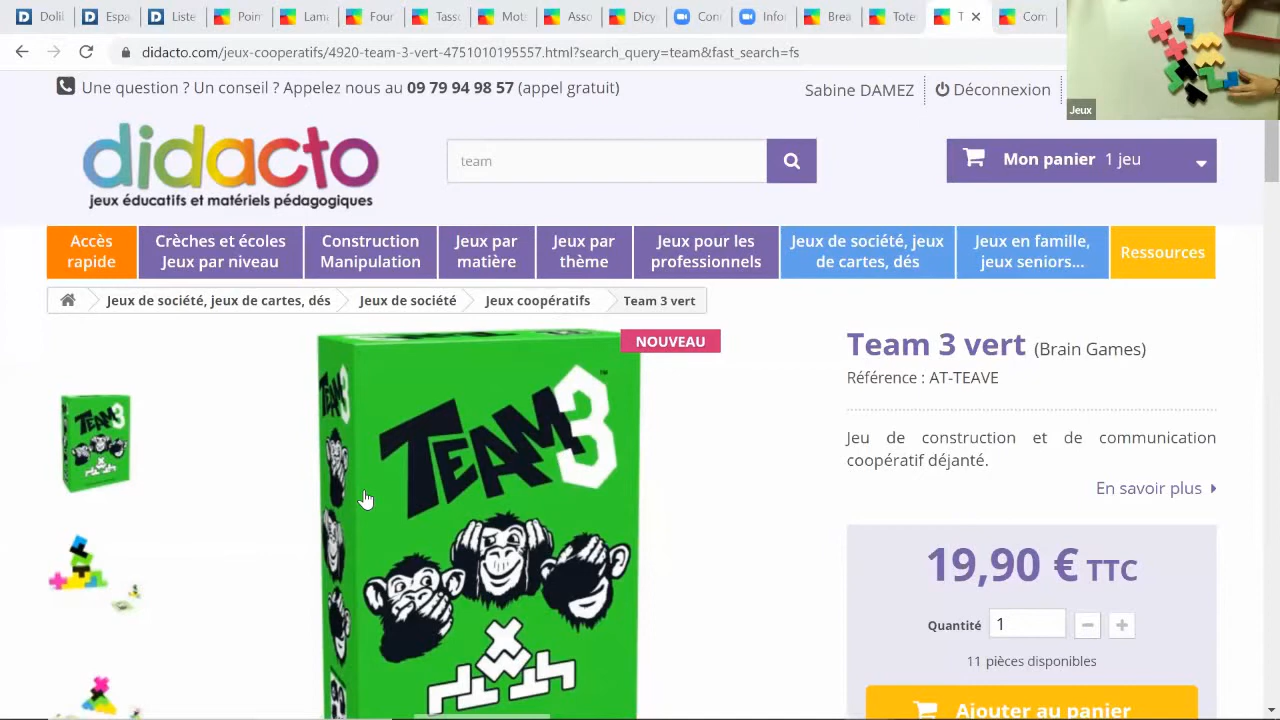 Doli
Espa
Liste
Poin
Lama
Four
Tass
Mou
Asso
Dicy
Con
Info
Brea
Tote
T
Com
didacto.com/jeux-cooperatifs/4920-team-3-vert-4751010195557.html?search_query=team&fast_search=fs
Jeux
Une question ? Un conseil ? Appelez nous au 09 79 94 98 57 (appel gratuit)
Sabine DAMEZ
Déconnexion
didacto
jeux éducatifs et matériels pédagogiques
team
Mon panier 1 jeu
Accès
rapide
Crèches et écoles
Jeux par niveau
Construction
Manipulation
Jeux par
matière
Jeux par
thème
Jeux pour les
professionnels
Jeux de société, jeux
de cartes, dés
Jeux en famille,
jeux seniors...
Ressources
Jeux de société, jeux de cartes, dés
Jeux de société
Jeux coopératifs
Team 3 vert
NOUVEAU
TEAM3
TEAM3
TEAM3
Team 3 vert (Brain Games)
Référence : AT-TEAVE
Jeu de construction et de communication
coopératif déjanté.
En savoir plus
19,90 € TTC
Quantité 1
11 pièces disponibles
Ajouter au panier